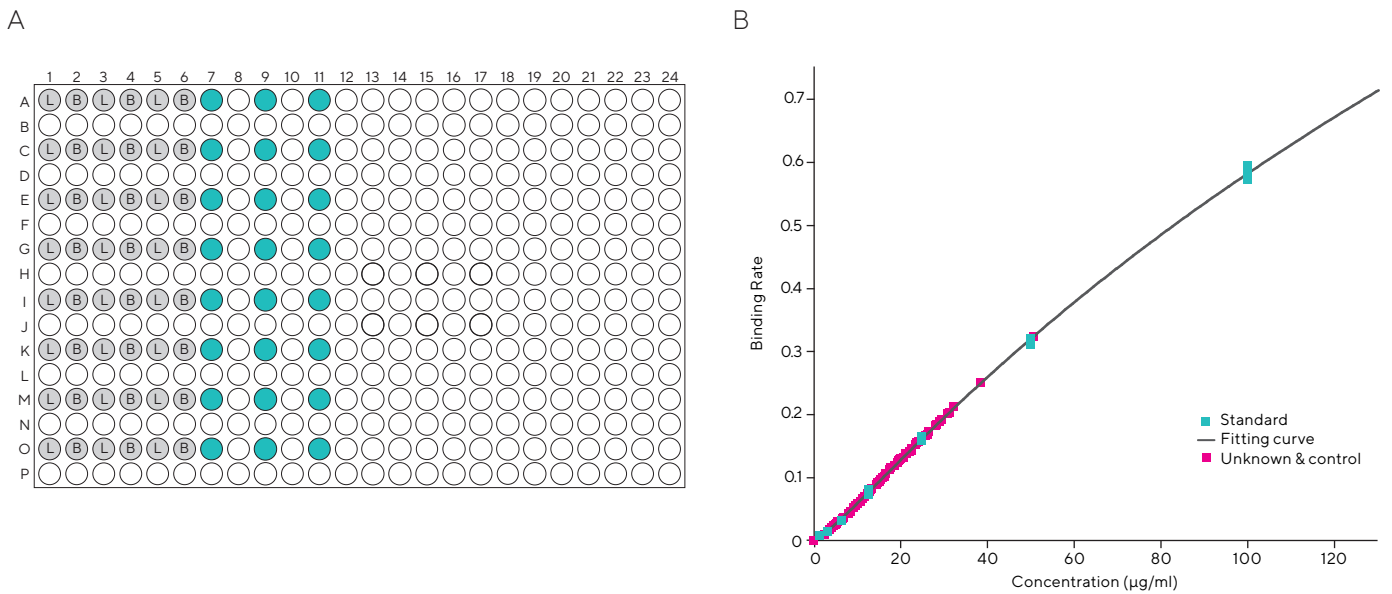 A
1 2 3 4 5 6 7 8 9 10 11 12 13 14 15 16 17 18 19 20 21 22 23 24
A L B L B L B
B
C L B L B L B
D
E L B L B L B
F
G L B L B L B
H
I L B L B L B
J
K L B L B L B
L
M L B L B L B
N
O L B L B L B
P
B
Binding Rate
0.7
0.6
0.5
0.4
0.3
0.2
0.1
0
0 20 40 60 80 100 120
Concentration (µg/ml)
Standard
Fitting curve
Unknown & control